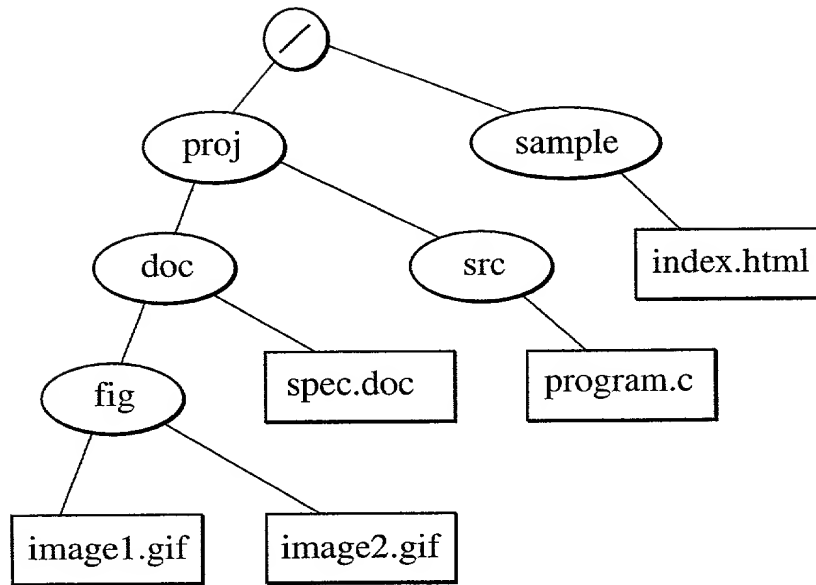 /
proj
sample
doc
src
index.html
fig
spec.doc
program.c
image1.gif
image2.gif